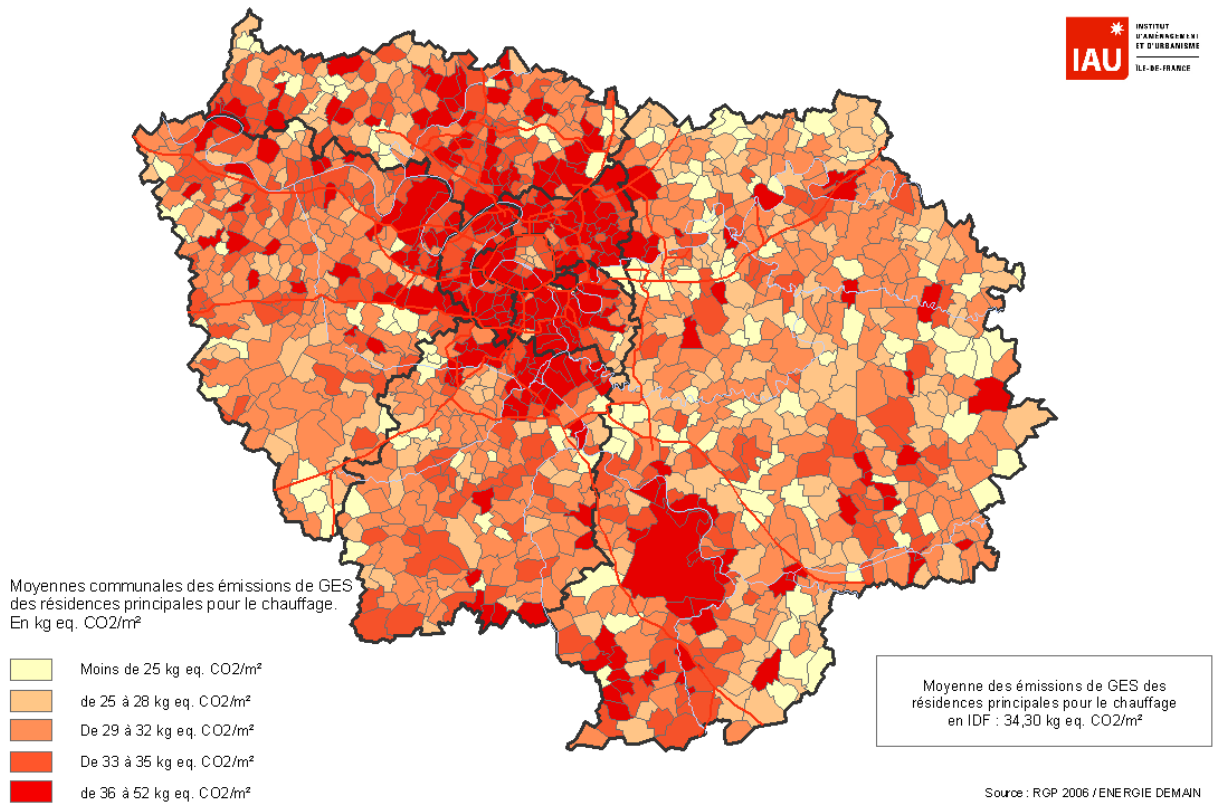 IAU
INSTITUT
D'AMÉNAGEMENT
ET D'URBANISME
ÎLE-DE-FRANCE
Moyennes communales des émissions de GES
des résidences principales pour le chauffage.
En kg eq. CO2/m²
Moins de 25 kg eq. CO2/m²
de 25 à 28 kg eq. CO2/m²
De 29 à 32 kg eq. CO2/m²
De 33 à 35 kg eq. CO2/m²
de 36 à 52 kg eq. CO2/m²
Moyenne des émissions de GES des
résidences principales pour le chauffage
en IDF : 34,30 kg eq. CO2/m²
Source : RGP 2006 / ENERGIE DEMAIN